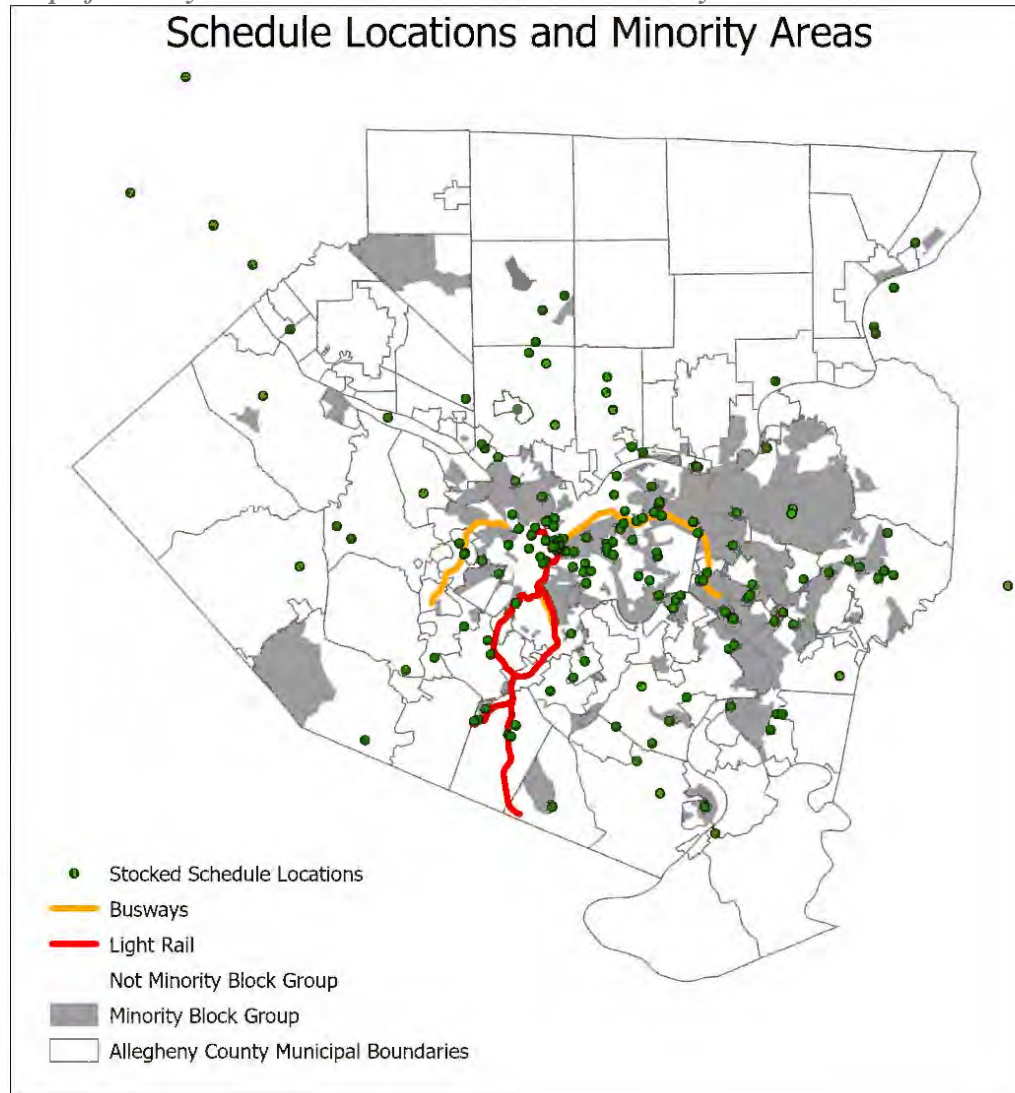 Schedule Locations and Minority Areas
Stocked Schedule Locations
Busways
Light Rail
Not Minority Block Group
Minority Block Group
Allegheny County Municipal Boundaries